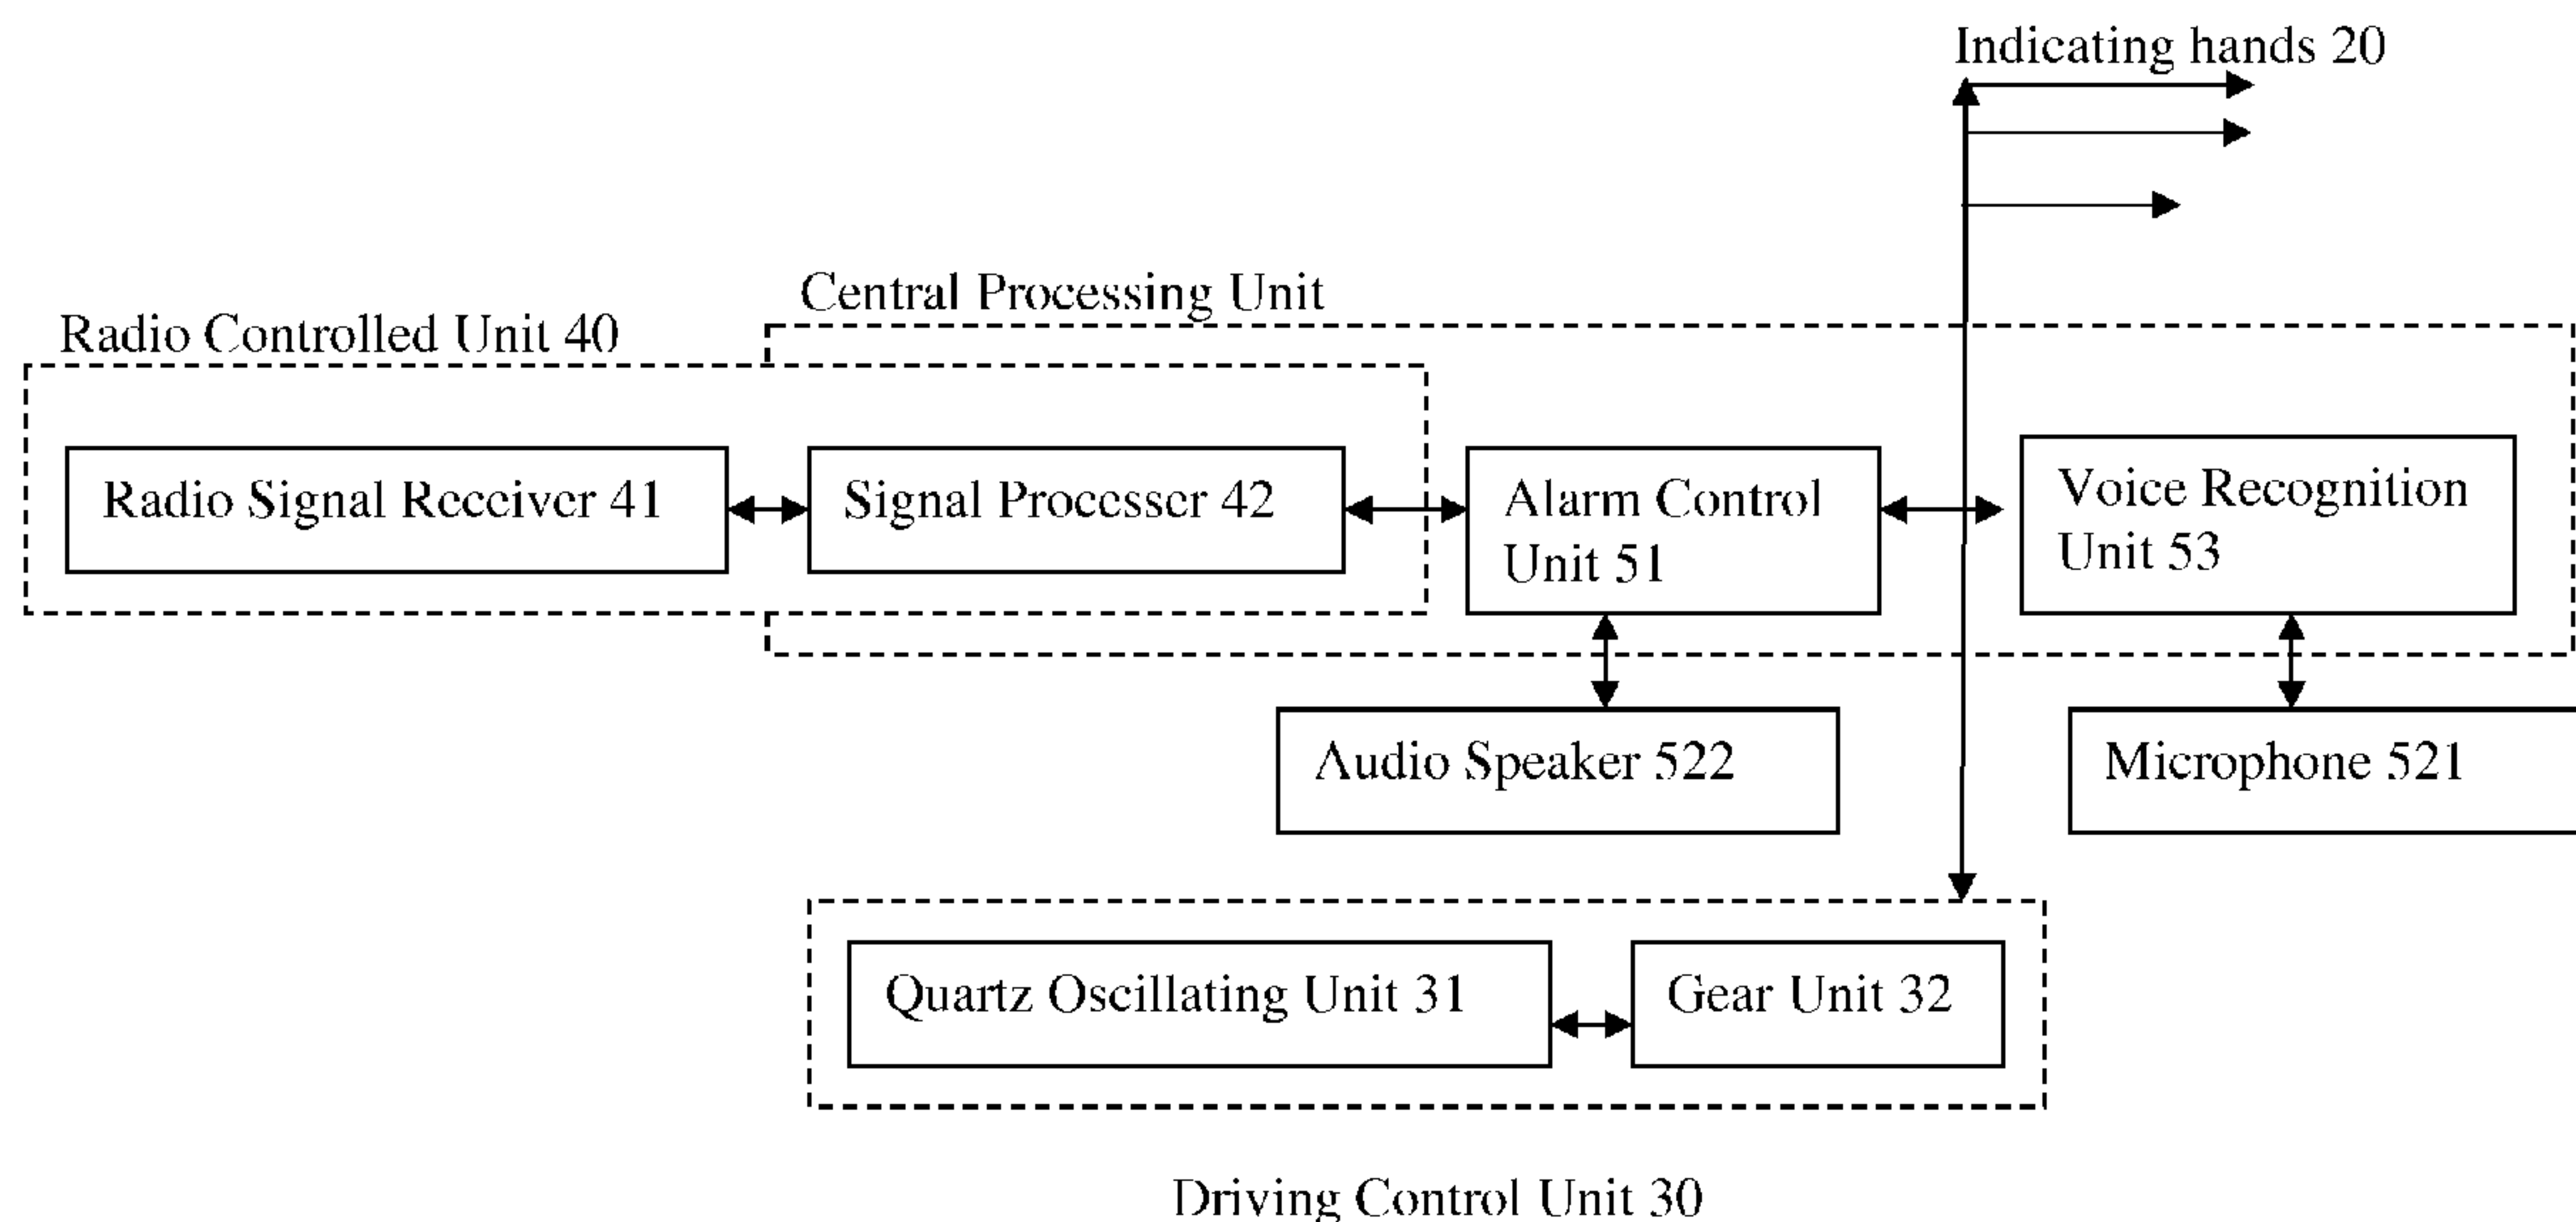 Indicating hands 20
Central Processing Unit
Radio Controlled Unit 40
Radio Signal Receiver 41
Signal Processer 42
Alarm Control
Unit 51
Voice Recognition
Unit 53
Audio Speaker 522
Microphone 521
Quartz Oscillating Unit 31
Gear Unit 32
Driving Control Unit 30